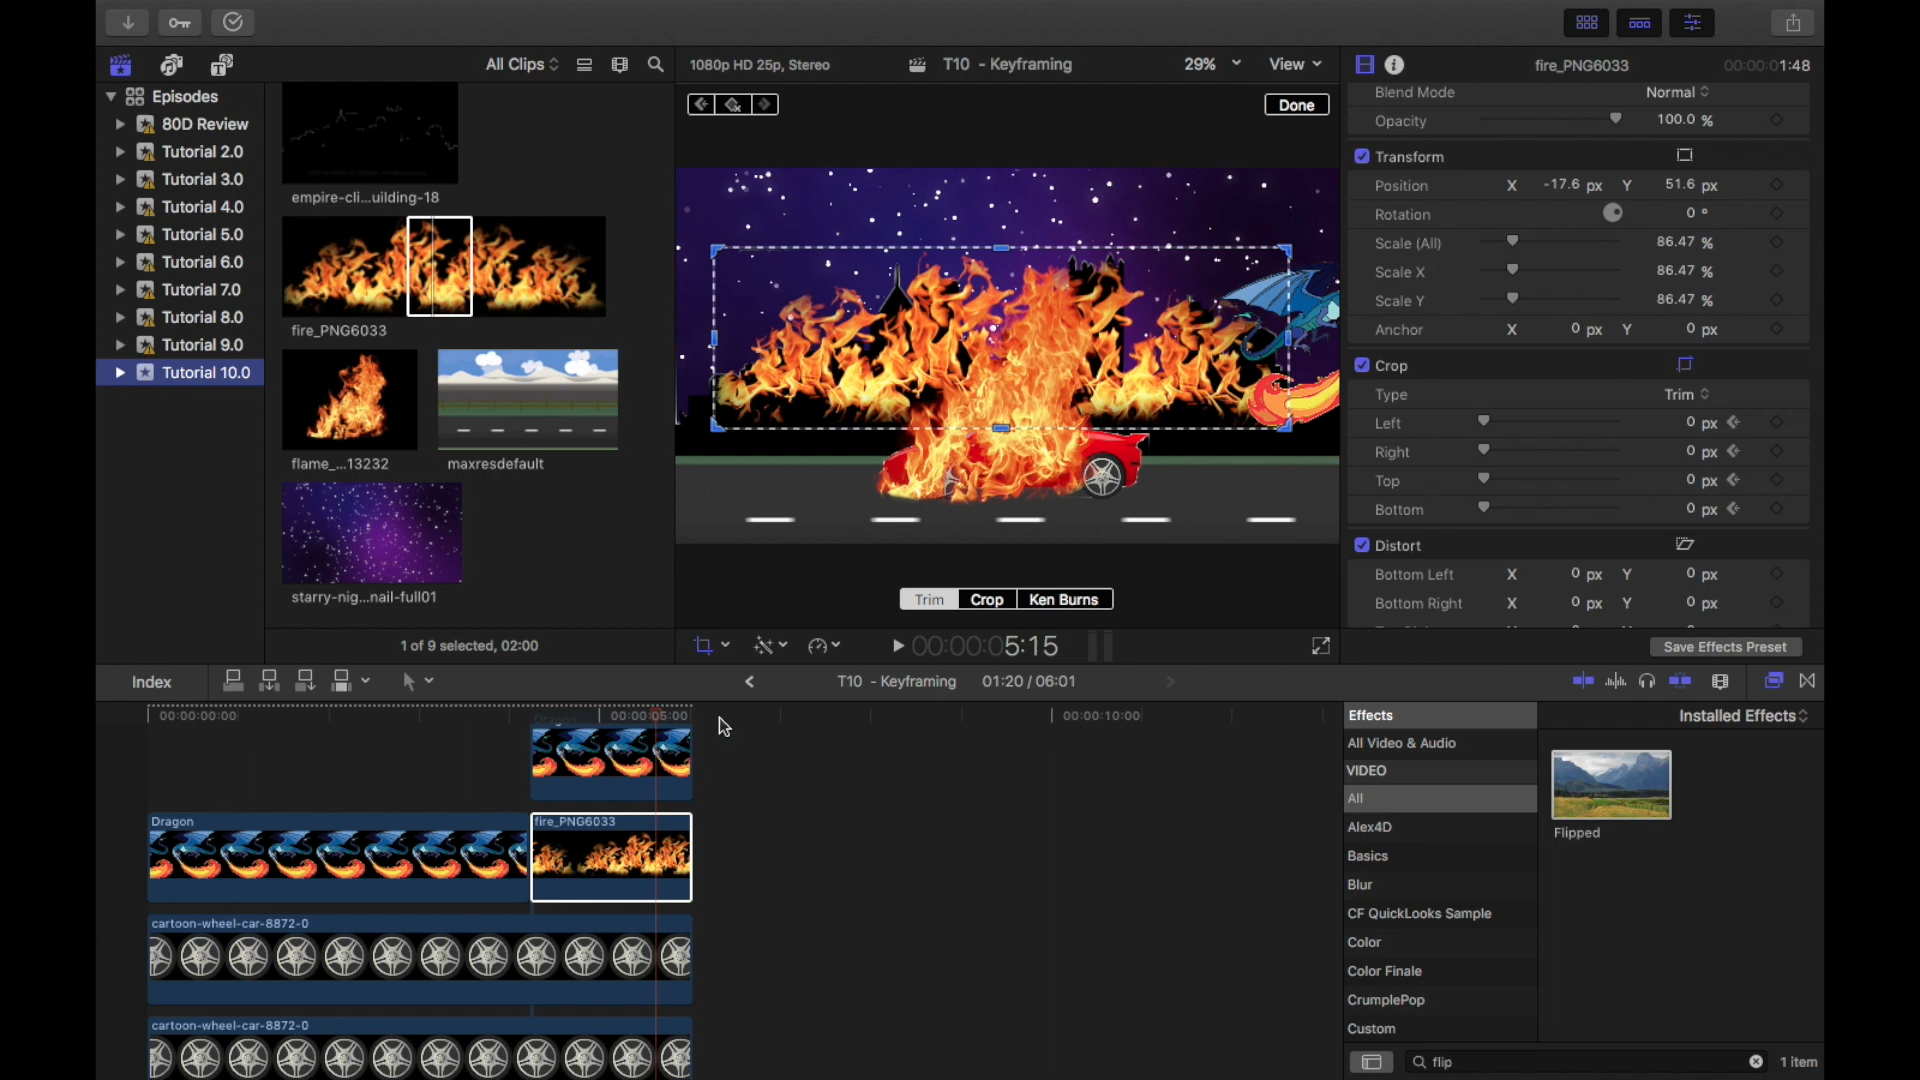 All Clips
1080p HD 25p, Stereo
T10 - Keyframing
29%
View
fire_PNG6033
00:00:01:48
Episodes
80D Review
Tutorial 2.0
Tutorial 3.0
Tutorial 4.0
Tutorial 5.0
Tutorial 6.0
Tutorial 7.0
Tutorial 8.0
Tutorial 9.0
Tutorial 10.0
empire-cli...uilding-18
fire_PNG6033
flame_...13232
maxresdefault
starry-nig...nail-full01
1 of 9 selected, 02:00
Done
Trim
Crop
Ken Burns
00:00:05:15
Blend Mode Normal
Opacity 100.0 %
Transform
Position X -17.6 px Y 51.6 px
Rotation 0 °
Scale (All) 86.47 %
Scale X 86.47 %
Scale Y 86.47 %
Anchor X 0 px Y 0 px
Crop
Type Trim
Left 0 px
Right 0 px
Top 0 px
Bottom 0 px
Distort
Bottom Left X 0 px Y 0 px
Bottom Right X 0 px Y 0 px
Save Effects Preset
Index
T10 - Keyframing 01:20 / 06:01
00:00:00:00
00:00:05:00
00:00:10:00
Dragon
Dragon
fire_PNG6033
cartoon-wheel-car-8872-0
cartoon-wheel-car-8872-0
Effects
Installed Effects
All Video & Audio
VIDEO
All
Alex4D
Basics
Blur
CF QuickLooks Sample
Color
Color Finale
CrumplePop
Custom
Flipped
flip
1 item